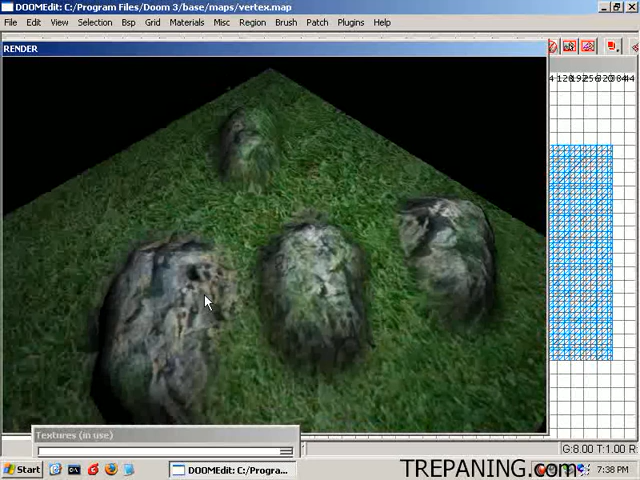 DOOMEdit: C:/Program Files/Doom 3/base/maps/vertex.map
File Edit View Selection Bsp Grid Materials Misc Region Brush Patch Plugins Help
RENDER
Textures (in use)
G:8.00 T:1.00 R:
Start
DOOMEdit: C:/Progra...
7:38 PM
TREPANING.com